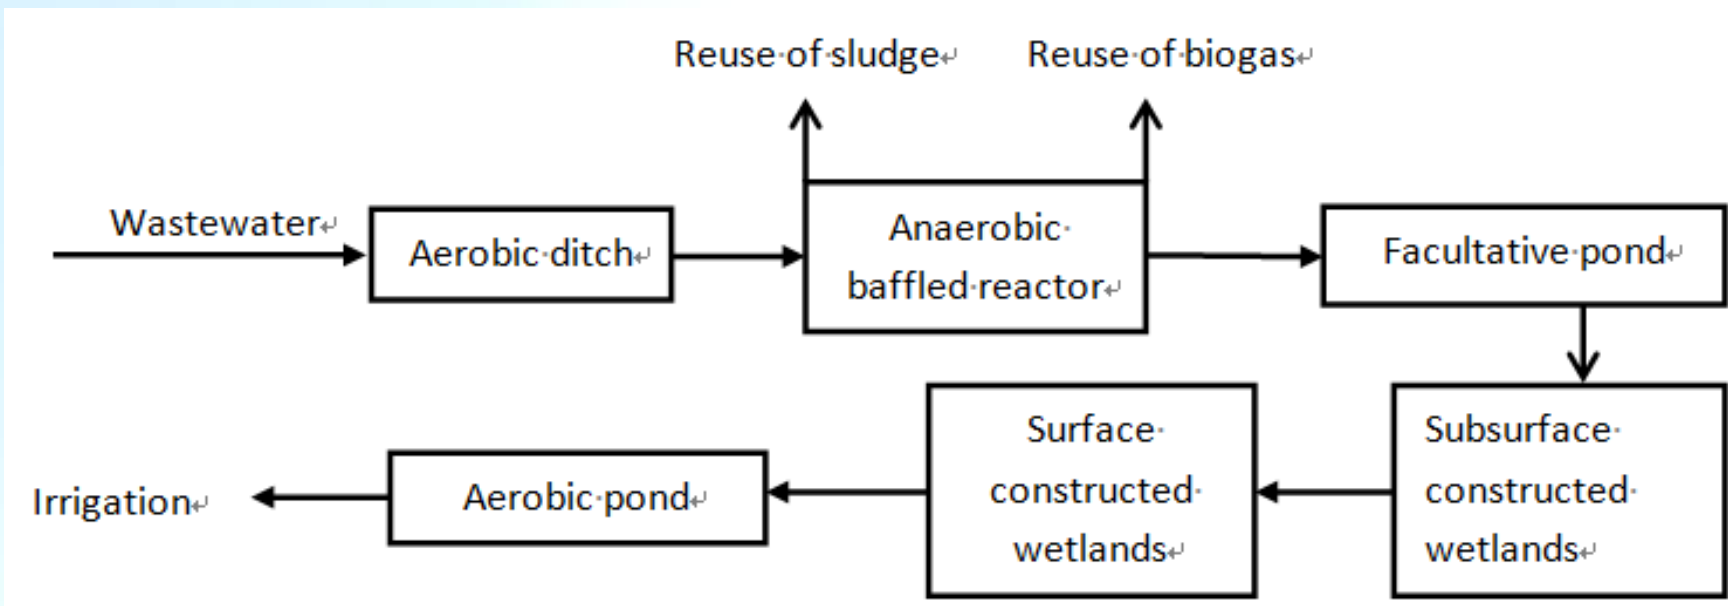 Reuse of sludge
Reuse of biogas
Wastewater
Aerobic ditch
Anaerobic
baffled reactor
Facultative pond
Subsurface
constructed
wetlands
Surface
constructed
wetlands
Aerobic pond
Irrigation